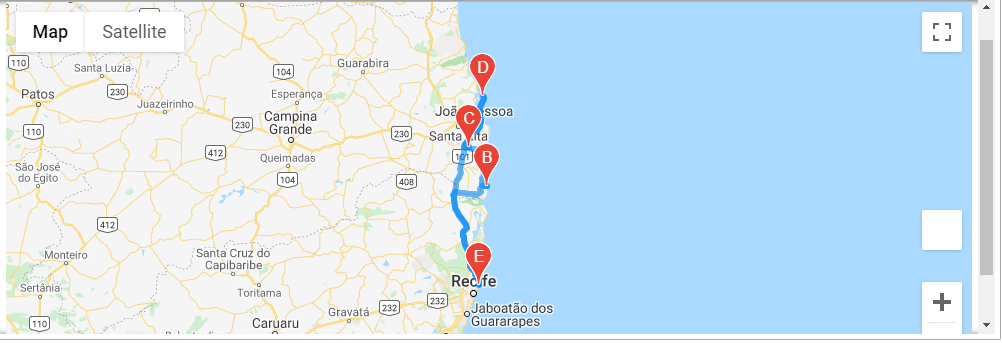 Map
Satellite
D
110
104
Guarabira
Santa Luzia
230
Patos
Esperança
João Pessoa
Juazeirinho
Campina
Grande
C
230
230
Santa Rita
110
412
101
B
Queimadas
São José
do Egito
104
408
412
Monteiro
Santa Cruz do
Capibaribe
E
Sertânia
Toritama
Recife
232
232
Gravatá
Jaboatão dos
Guararapes
110
Caruaru